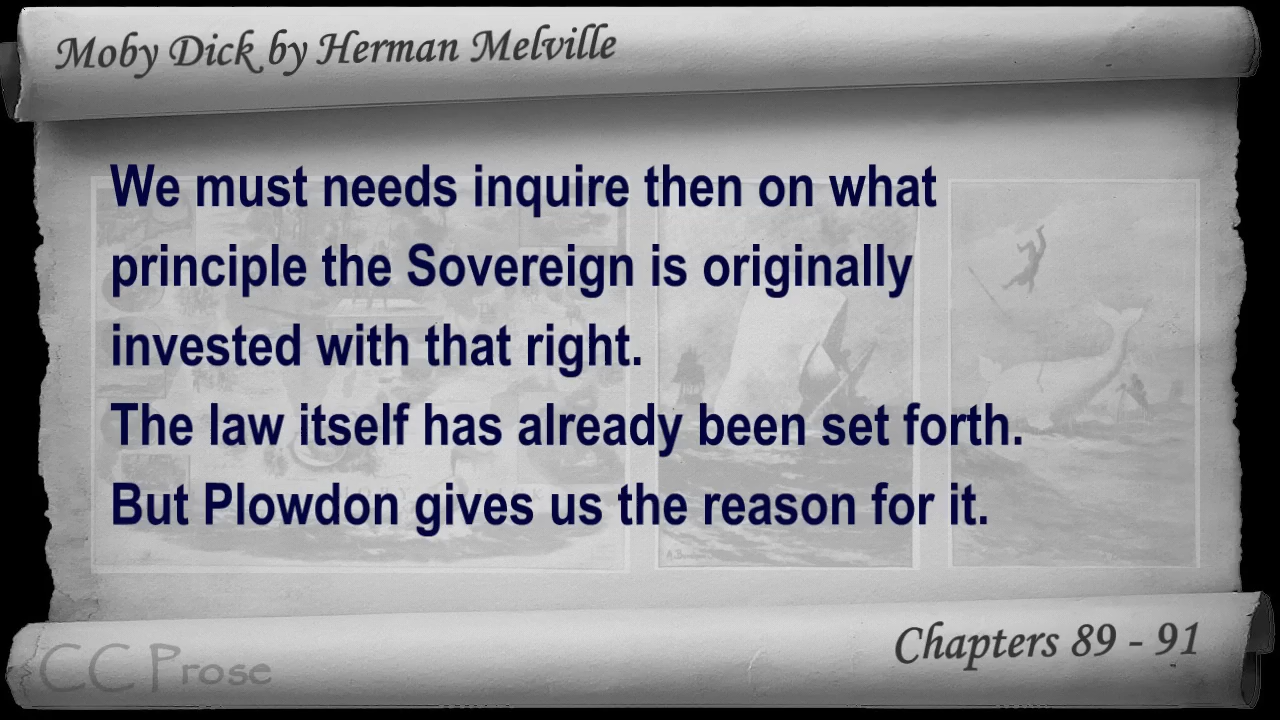 Moby Dick by Herman Melville
We must needs inquire then on what
principle the Sovereign is originally
invested with that right.
The law itself has already been set forth.
But Plowdon gives us the reason for it.
Chapters 89 - 91
CC Prose